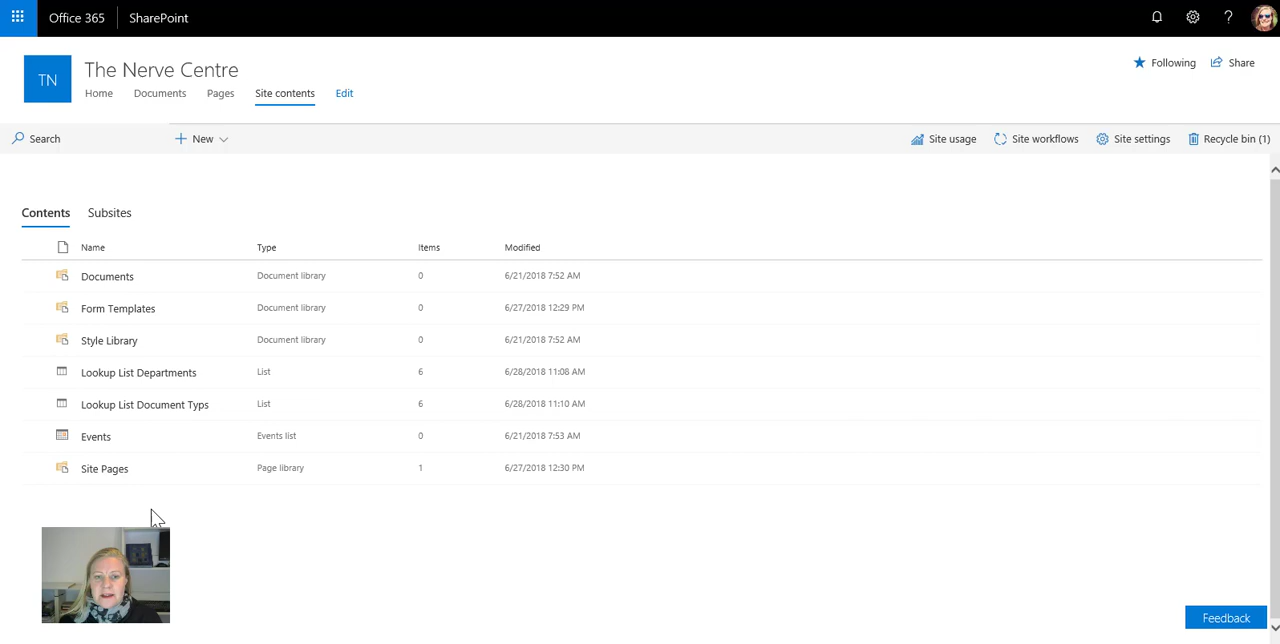 Office 365 SharePoint
TN
The Nerve Centre
Following Share
Home Documents Pages Site contents Edit
Search New Site usage Site workflows Site settings Recycle bin (1)
Contents Subsites
Name Type Items Modified
Documents Document library 0 6/21/2018 7:52 AM
Form Templates Document library 0 6/27/2018 12:29 PM
Style Library Document library 0 6/21/2018 7:52 AM
Lookup List Departments List 6 6/28/2018 11:08 AM
Lookup List Document Typs List 6 6/28/2018 11:10 AM
Events Events list 0 6/21/2018 7:53 AM
Site Pages Page library 1 6/27/2018 12:30 PM
Feedback